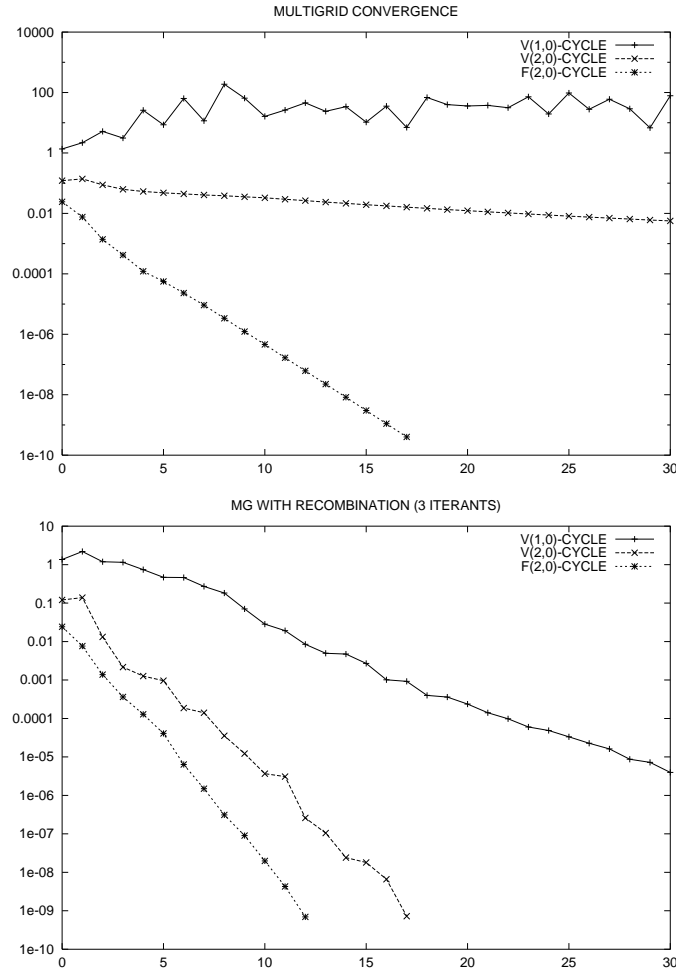 MULTIGRID CONVERGENCE
V(1,0)-CYCLE
V(2,0)-CYCLE
F(2,0)-CYCLE
10000
100
1
0.01
0.0001
1e-06
1e-08
1e-10
0 5 10 15 20 25 30
MG WITH RECOMBINATION (3 ITERANTS)
V(1,0)-CYCLE
V(2,0)-CYCLE
F(2,0)-CYCLE
10
1
0.1
0.01
0.001
0.0001
1e-05
1e-06
1e-07
1e-08
1e-09
1e-10
0 5 10 15 20 25 30